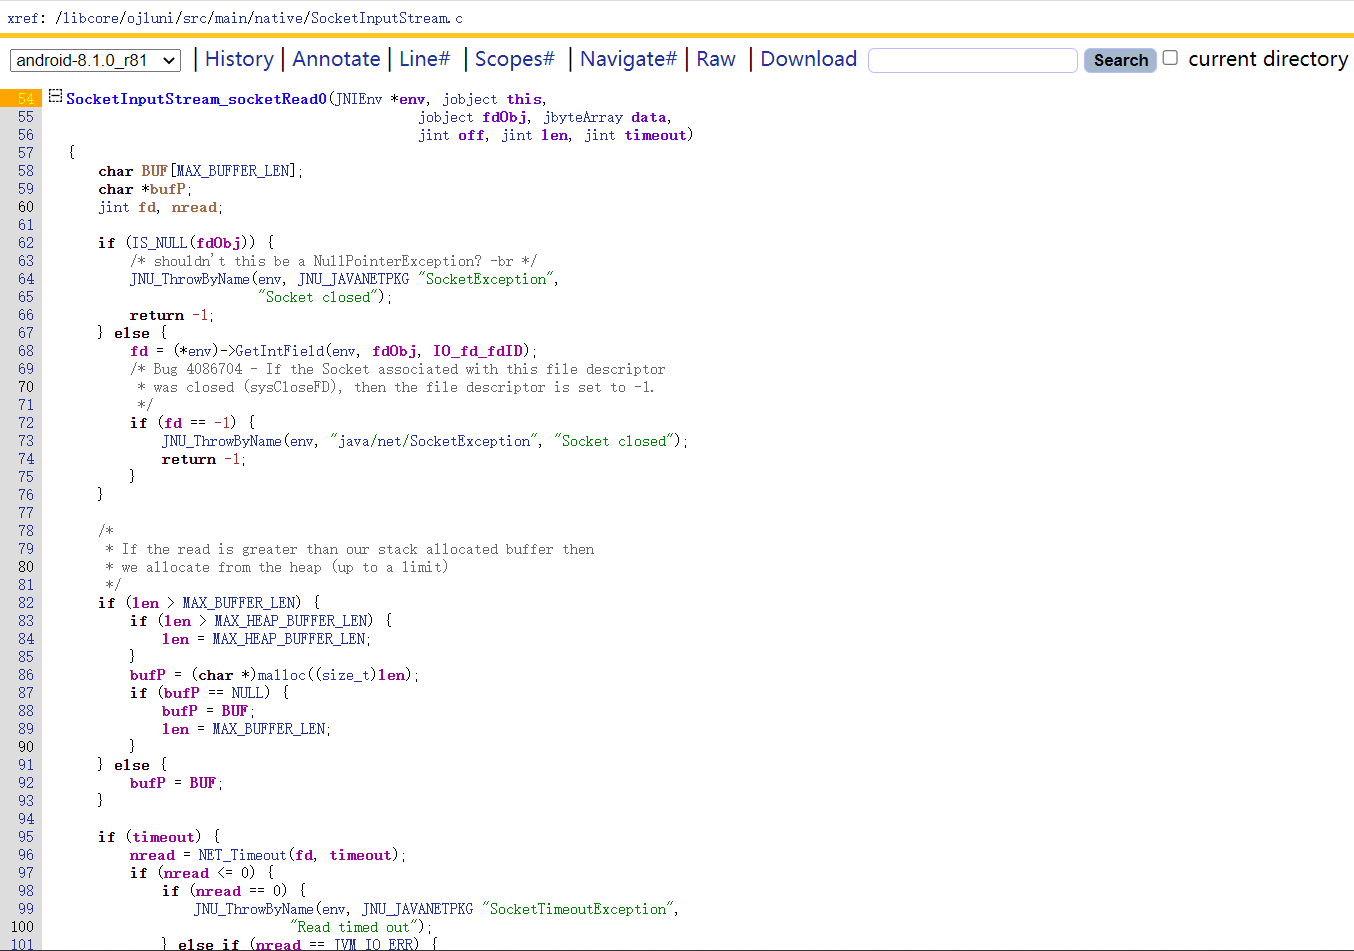 xref: /libcore/ojluni/src/main/native/SocketInputStream.c
android-8.1.0_r81 | History | Annotate | Line# | Scopes# | Navigate# | Raw | Download Search current directory
54 SocketInputStream_socketRead0(JNIEnv *env, jobject this,
55 jobject fdObj, jbyteArray data,
56 jint off, jint len, jint timeout)
57 {
58 char BUF[MAX_BUFFER_LEN];
59 char *bufP;
60 jint fd, nread;
61
62 if (IS_NULL(fdObj)) {
63 /* shouldn't this be a NullPointerException? -br */
64 JNU_ThrowByName(env, JNU_JAVANETPKG "SocketException",
65 "Socket closed");
66 return -1;
67 } else {
68 fd = (*env)->GetIntField(env, fdObj, IO_fd_fdID);
69 /* Bug 4086704 - If the Socket associated with this file descriptor
70 * was closed (sysCloseFD), then the file descriptor is set to -1.
71 */
72 if (fd == -1) {
73 JNU_ThrowByName(env, "java/net/SocketException", "Socket closed");
74 return -1;
75 }
76 }
77
78 /*
79 * If the read is greater than our stack allocated buffer then
80 * we allocate from the heap (up to a limit)
81 */
82 if (len > MAX_BUFFER_LEN) {
83 if (len > MAX_HEAP_BUFFER_LEN) {
84 len = MAX_HEAP_BUFFER_LEN;
85 }
86 bufP = (char *)malloc((size_t)len);
87 if (bufP == NULL) {
88 bufP = BUF;
89 len = MAX_BUFFER_LEN;
90 }
91 } else {
92 bufP = BUF;
93 }
94
95 if (timeout) {
96 nread = NET_Timeout(fd, timeout);
97 if (nread <= 0) {
98 if (nread == 0) {
99 JNU_ThrowByName(env, JNU_JAVANETPKG "SocketTimeoutException",
100 "Read timed out");
101 } else if (nread == JVM_IO_ERR) {